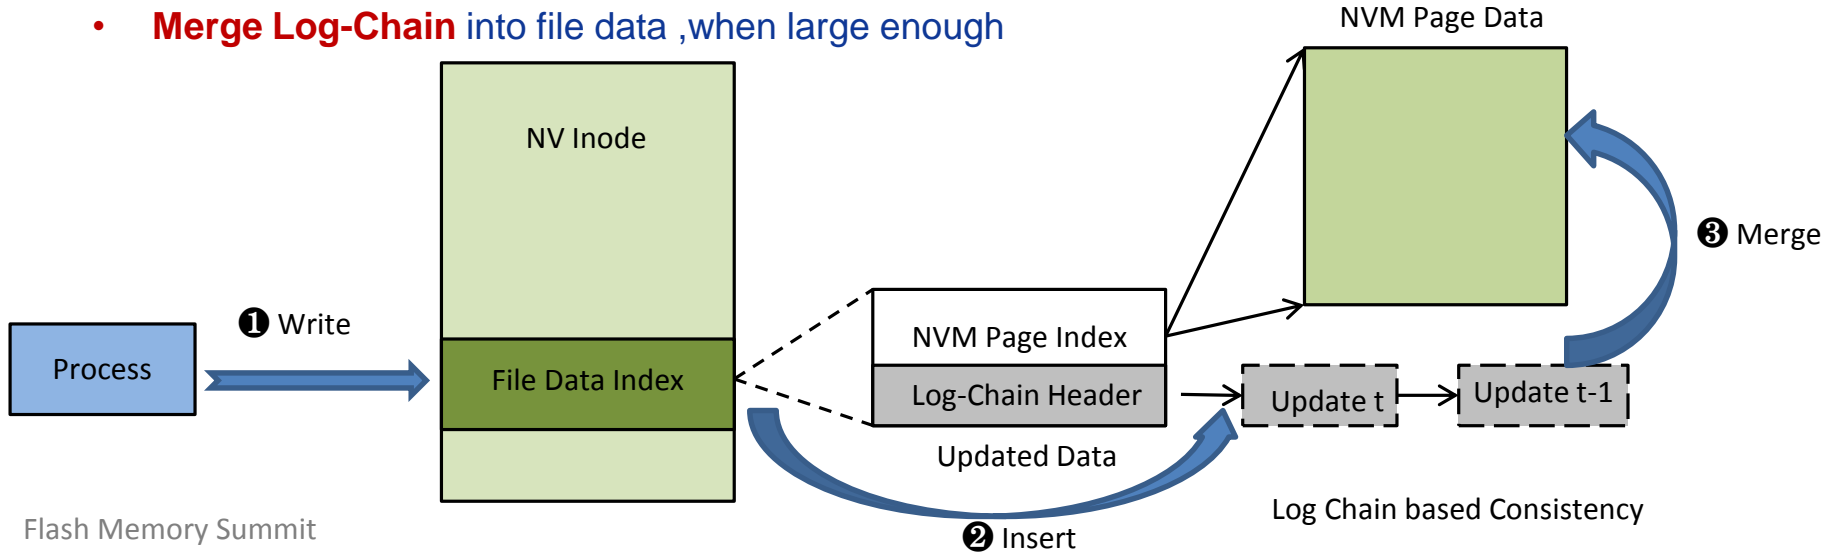 • Merge Log-Chain into file data ,when large enough
NVM Page Data
NV Inode
❸ Merge
❶ Write
Process
File Data Index
NVM Page Index
Log-Chain Header
Update t
Update t-1
Updated Data
Log Chain based Consistency
Flash Memory Summit
❷ Insert